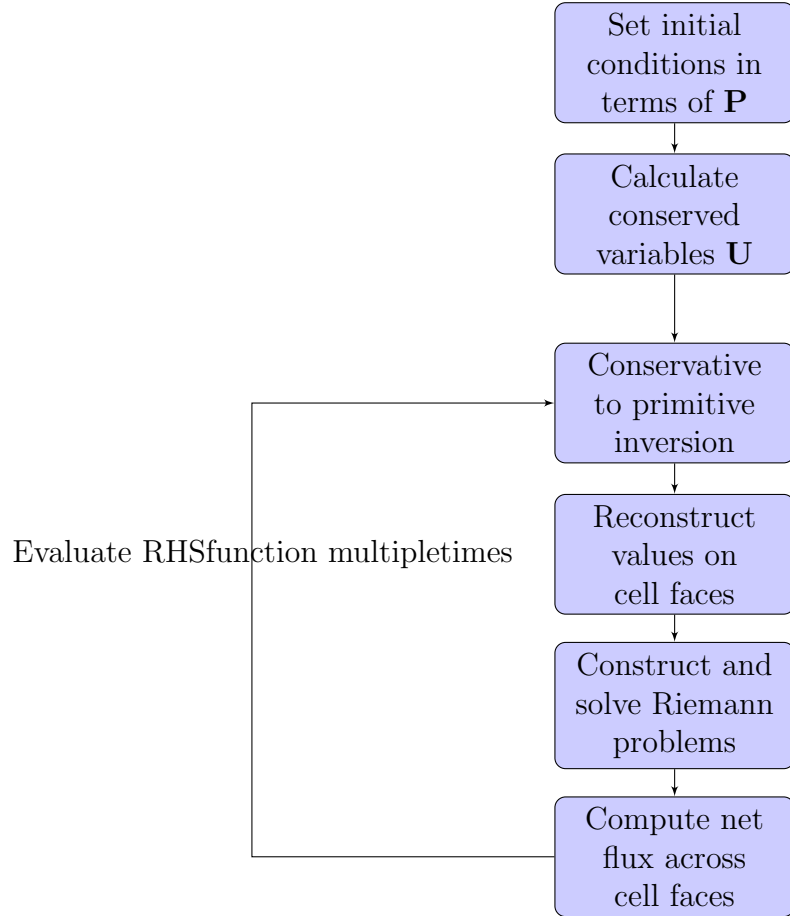 Set initial
conditions in
terms of P
Calculate
conserved
variables U
Conservative
to primitive
inversion
Evaluate RHSfunction multipletimes
Reconstruct
values on
cell faces
Construct and
solve Riemann
problems
Compute net
flux across
cell faces